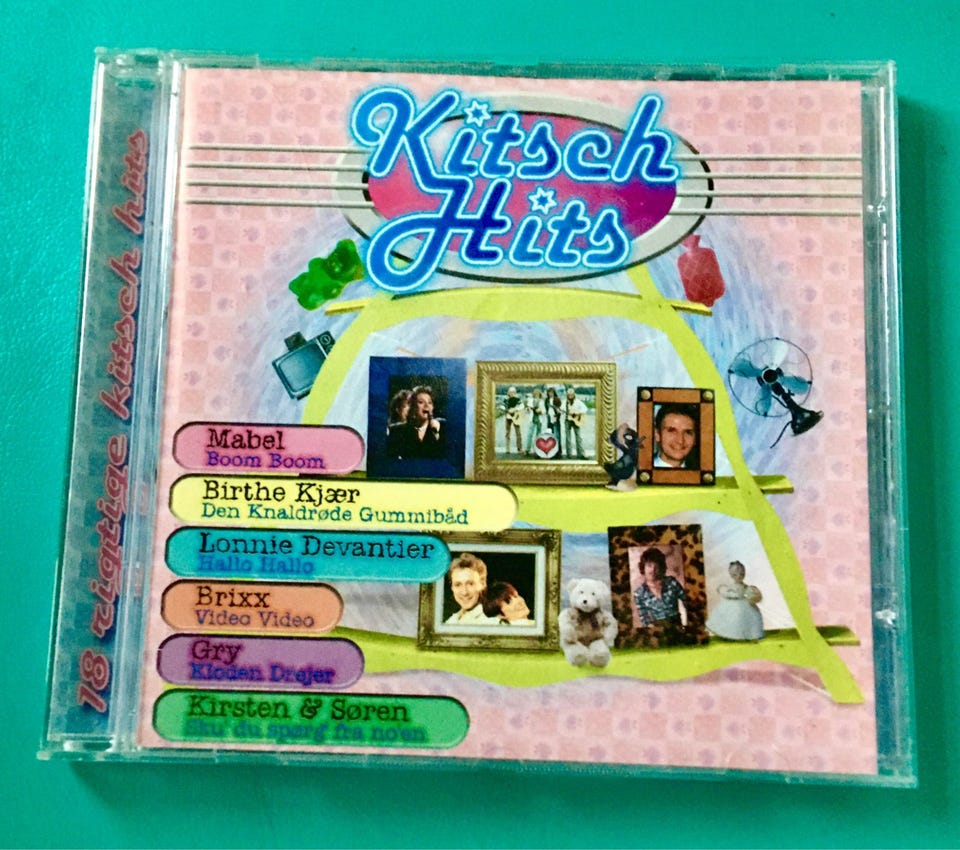 Kitsch
Hits
18 rigtige kitsch hits
Mabel
Boom Boom
Birthe Kjær
Den Knaldrøde Gummibåd
Lonnie Devantier
Hallo Hallo
Brixx
Video Video
Gry
Kloden Drejer
Kirsten & Søren
Sku du spørg fra no'en